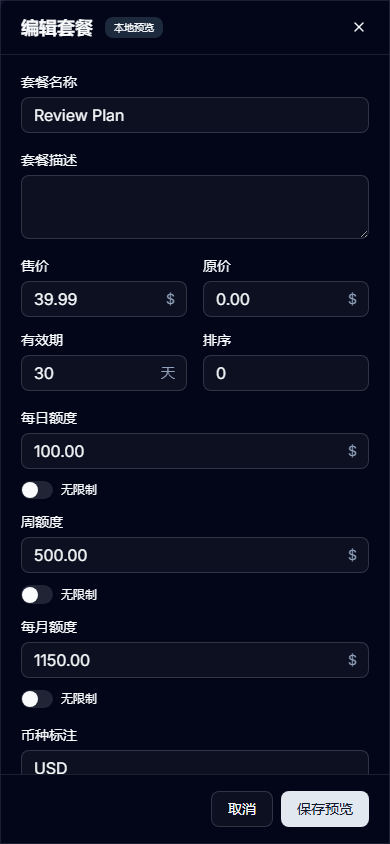 编辑套餐 本地预览 ×
套餐名称
Review Plan
套餐描述
售价 原价
39.99 $ 0.00 $
有效期 排序
30 天 0
每日额度
100.00 $
无限制
周额度
500.00 $
无限制
每月额度
1150.00 $
无限制
币种标注
USD
取消 保存预览